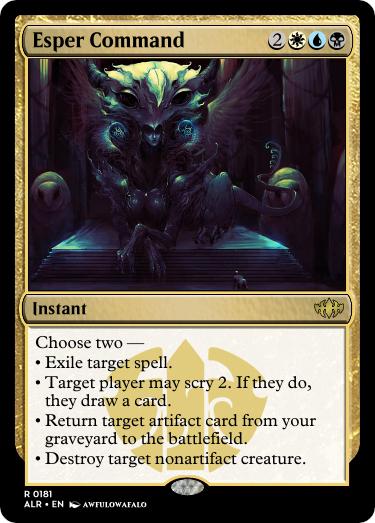 Esper Command 2
Instant
Choose two —
• Exile target spell.
• Target player may scry 2. If they do,
they draw a card.
• Return target artifact card from your
graveyard to the battlefield.
• Destroy target nonartifact creature.
R 0181
ALR • EN AWFULOWAFALO